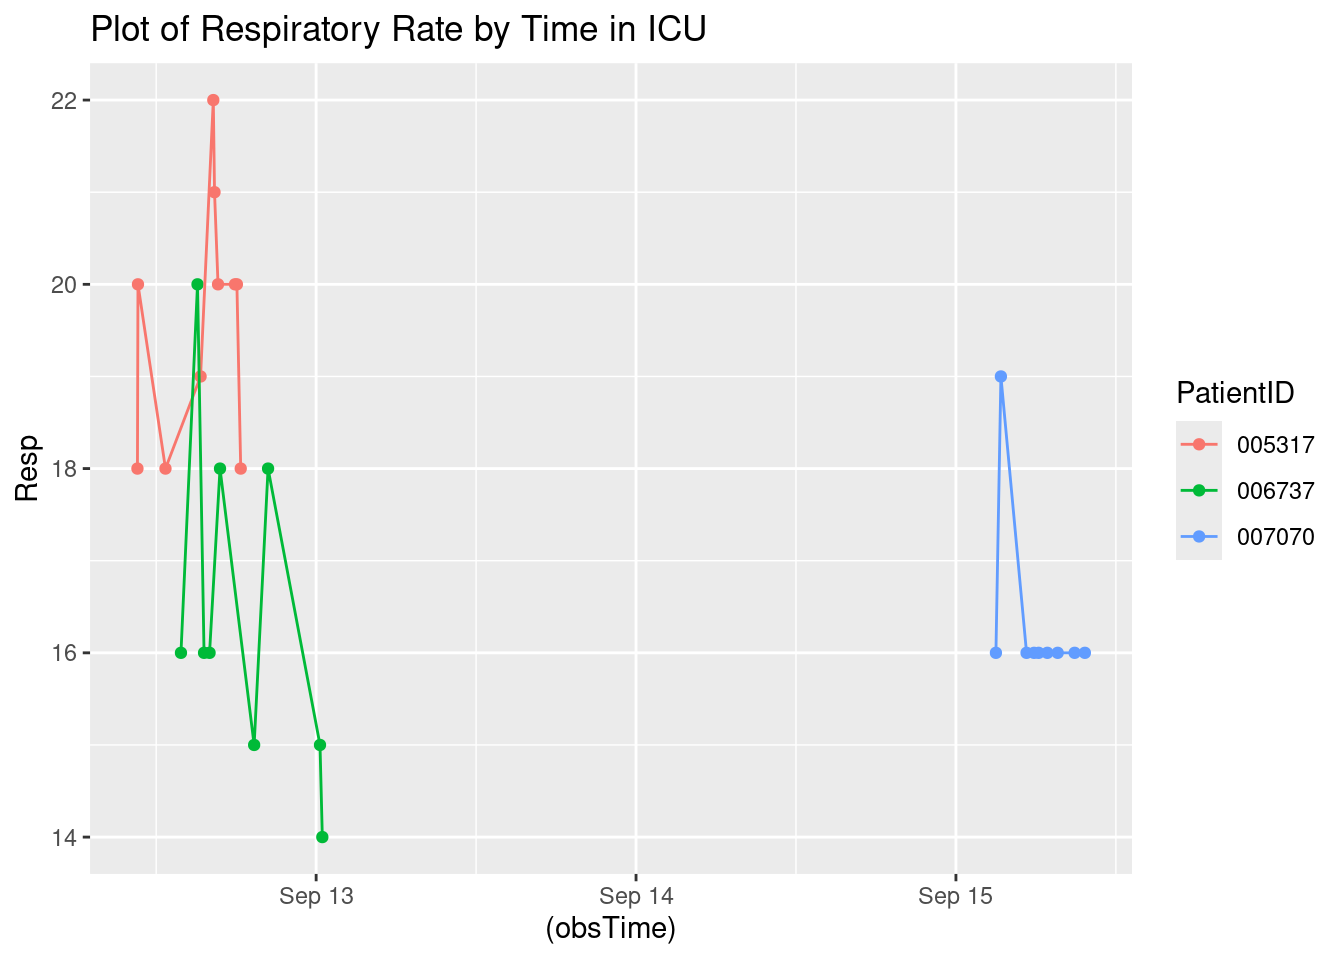 Plot of Respiratory Rate by Time in ICU
22
20
18
16
14
Resp
Sep 13
Sep 14
Sep 15
(obsTime)
PatientID
005317
006737
007070